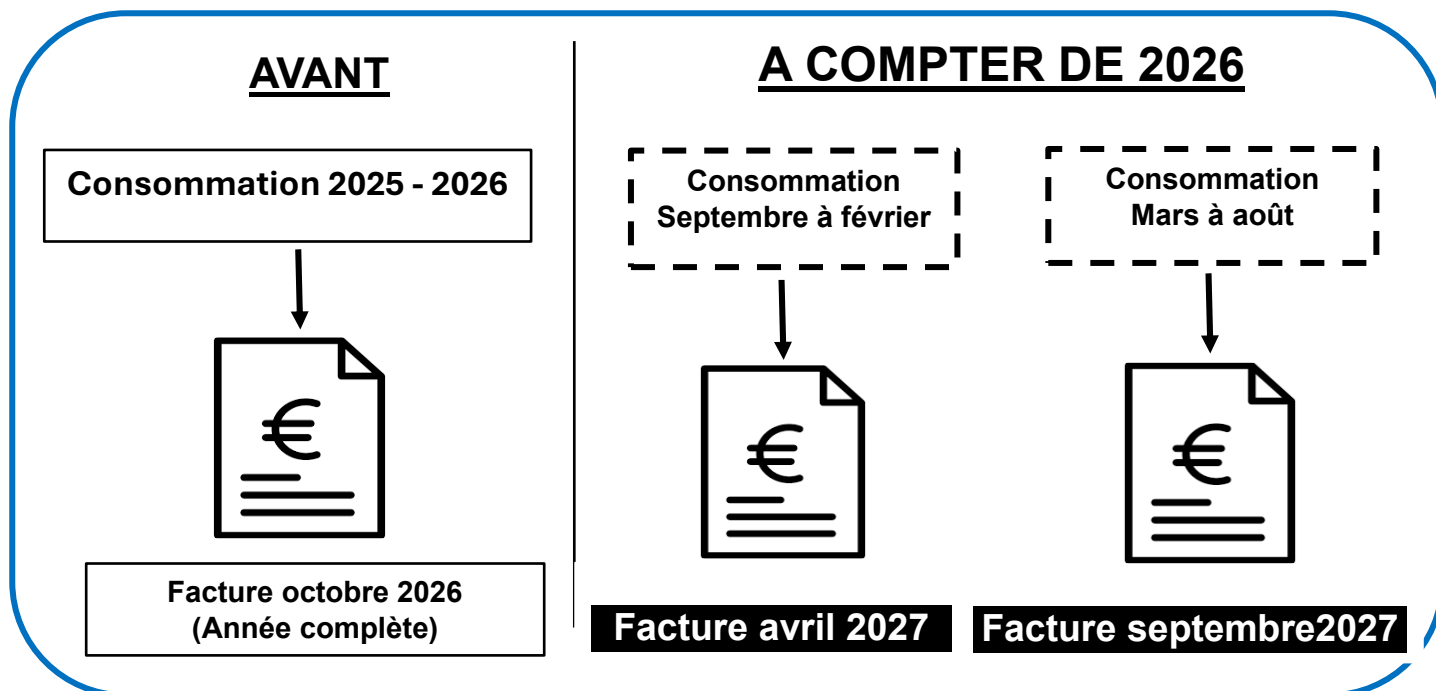 AVANT
Consommation 2025 - 2026
€
Facture octobre 2026
(Année complète)
A COMPTER DE 2026
Consommation
Septembre à février
€
Facture avril 2027
Consommation
Mars à août
€
Facture septembre2027